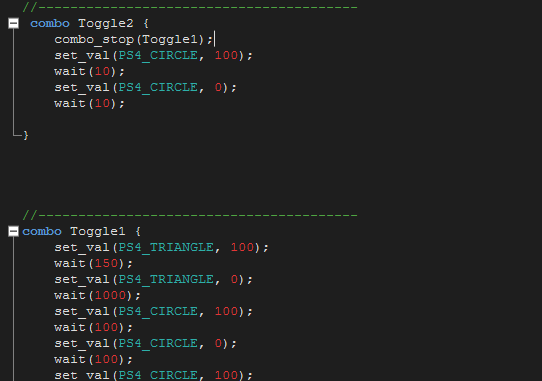 //----------------------------------------
combo Toggle2 {
combo_stop(Toggle1);
set_val(PS4_CIRCLE, 100);
wait(10);
set_val(PS4_CIRCLE, 0);
wait(10);
}
//----------------------------------------
combo Toggle1 {
set_val(PS4_TRIANGLE, 100);
wait(150);
set_val(PS4_TRIANGLE, 0);
wait(1000);
set_val(PS4_CIRCLE, 100);
wait(100);
set_val(PS4_CIRCLE, 0);
wait(100);
set_val(PS4_CIRCLE, 100);